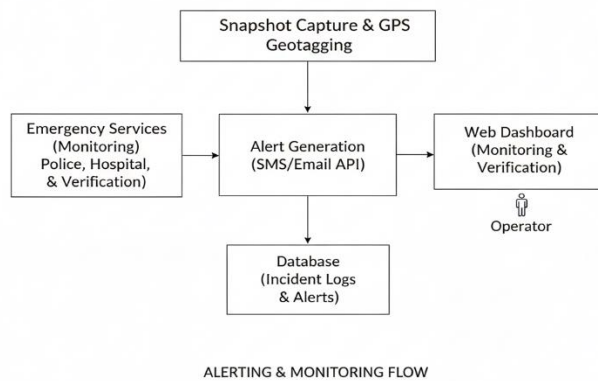 Snapshot Capture & GPS
Geotagging
Emergency Services
(Monitoring)
Police, Hospital,
& Verification)
Alert Generation
(SMS/Email API)
Web Dashboard
(Monitoring &
Verification)
Operator
Database
(Incident Logs
& Alerts)
ALERTING & MONITORING FLOW